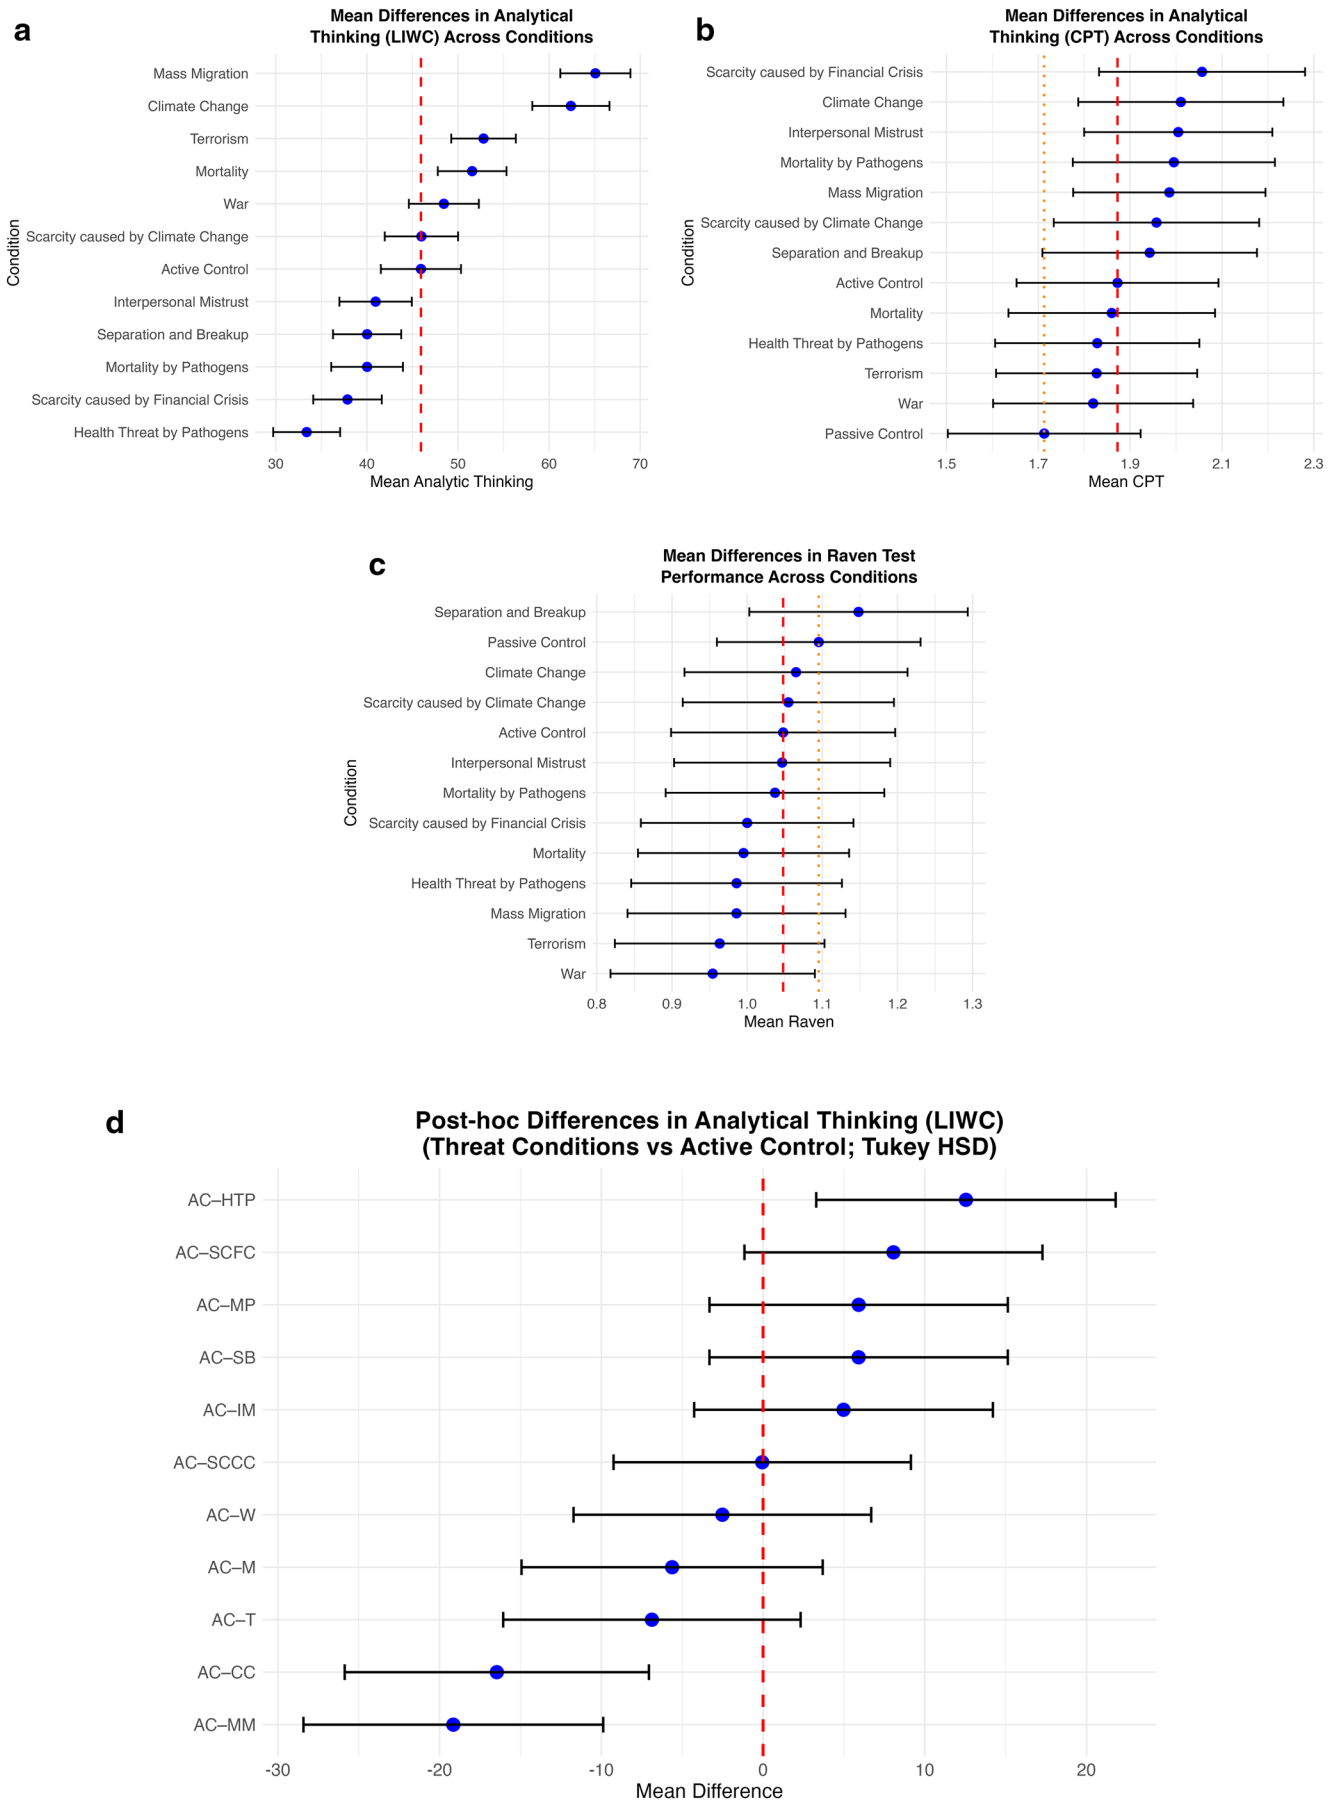 a
Mean Differences in Analytical
Thinking (LIWC) Across Conditions
Condition
Mass Migration
Climate Change
Terrorism
Mortality
War
Scarcity caused by Climate Change
Active Control
Interpersonal Mistrust
Separation and Breakup
Mortality by Pathogens
Scarcity caused by Financial Crisis
Health Threat by Pathogens
30 40 50 60 70
Mean Analytic Thinking
b
Mean Differences in Analytical
Thinking (CPT) Across Conditions
Condition
Scarcity caused by Financial Crisis
Climate Change
Interpersonal Mistrust
Mortality by Pathogens
Mass Migration
Scarcity caused by Climate Change
Separation and Breakup
Active Control
Mortality
Health Threat by Pathogens
Terrorism
War
Passive Control
1.5 1.7 1.9 2.1 2.3
Mean CPT
c
Mean Differences in Raven Test
Performance Across Conditions
Condition
Separation and Breakup
Passive Control
Climate Change
Scarcity caused by Climate Change
Active Control
Interpersonal Mistrust
Mortality by Pathogens
Scarcity caused by Financial Crisis
Mortality
Health Threat by Pathogens
Mass Migration
Terrorism
War
0.8 0.9 1.0 1.1 1.2 1.3
Mean Raven
d
Post-hoc Differences in Analytical Thinking (LIWC)
(Threat Conditions vs Active Control; Tukey HSD)
AC–HTP
AC–SCFC
AC–MP
AC–SB
AC–IM
AC–SCCC
AC–W
AC–M
AC–T
AC–CC
AC–MM
-30 -20 -10 0 10 20
Mean Difference